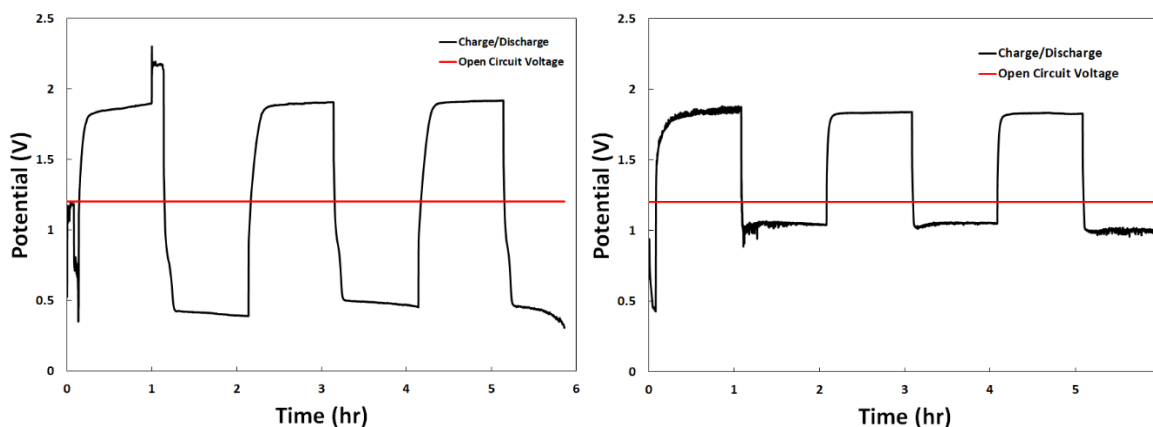 2.5
2
1.5
1
0.5
0
Potential (V)
Charge/Discharge
Open Circuit Voltage
0 1 2 3 4 5 6
Time (hr)
2.5
2
1.5
1
0.5
0
Potential (V)
Charge/Discharge
Open Circuit Voltage
0 1 2 3 4 5
Time (hr)